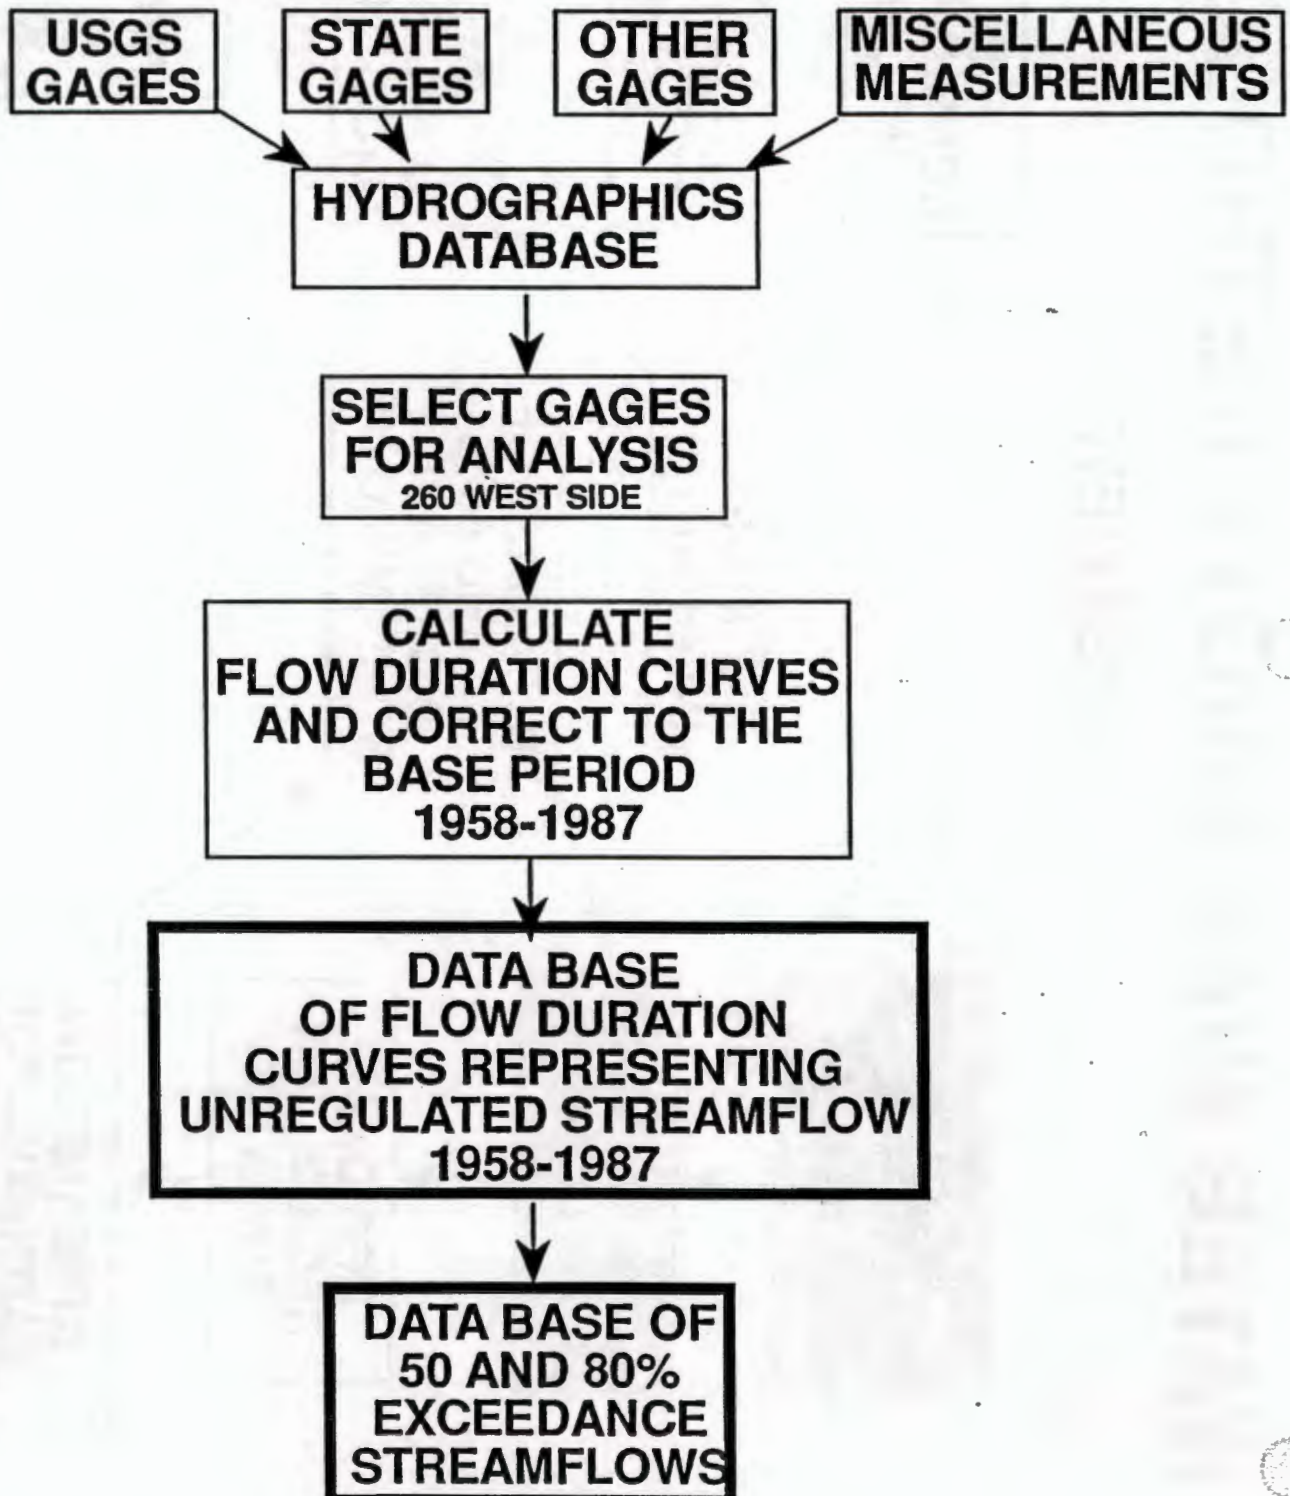 USGS
GAGES
STATE
GAGES
OTHER
GAGES
MISCELLANEOUS
MEASUREMENTS
HYDROGRAPHICS
DATABASE
SELECT GAGES
FOR ANALYSIS
260 WEST SIDE
CALCULATE
FLOW DURATION CURVES
AND CORRECT TO THE
BASE PERIOD
1958-1987
DATA BASE
OF FLOW DURATION
CURVES REPRESENTING
UNREGULATED STREAMFLOW
1958-1987
DATA BASE OF
50 AND 80%
EXCEEDANCE
STREAMFLOWS